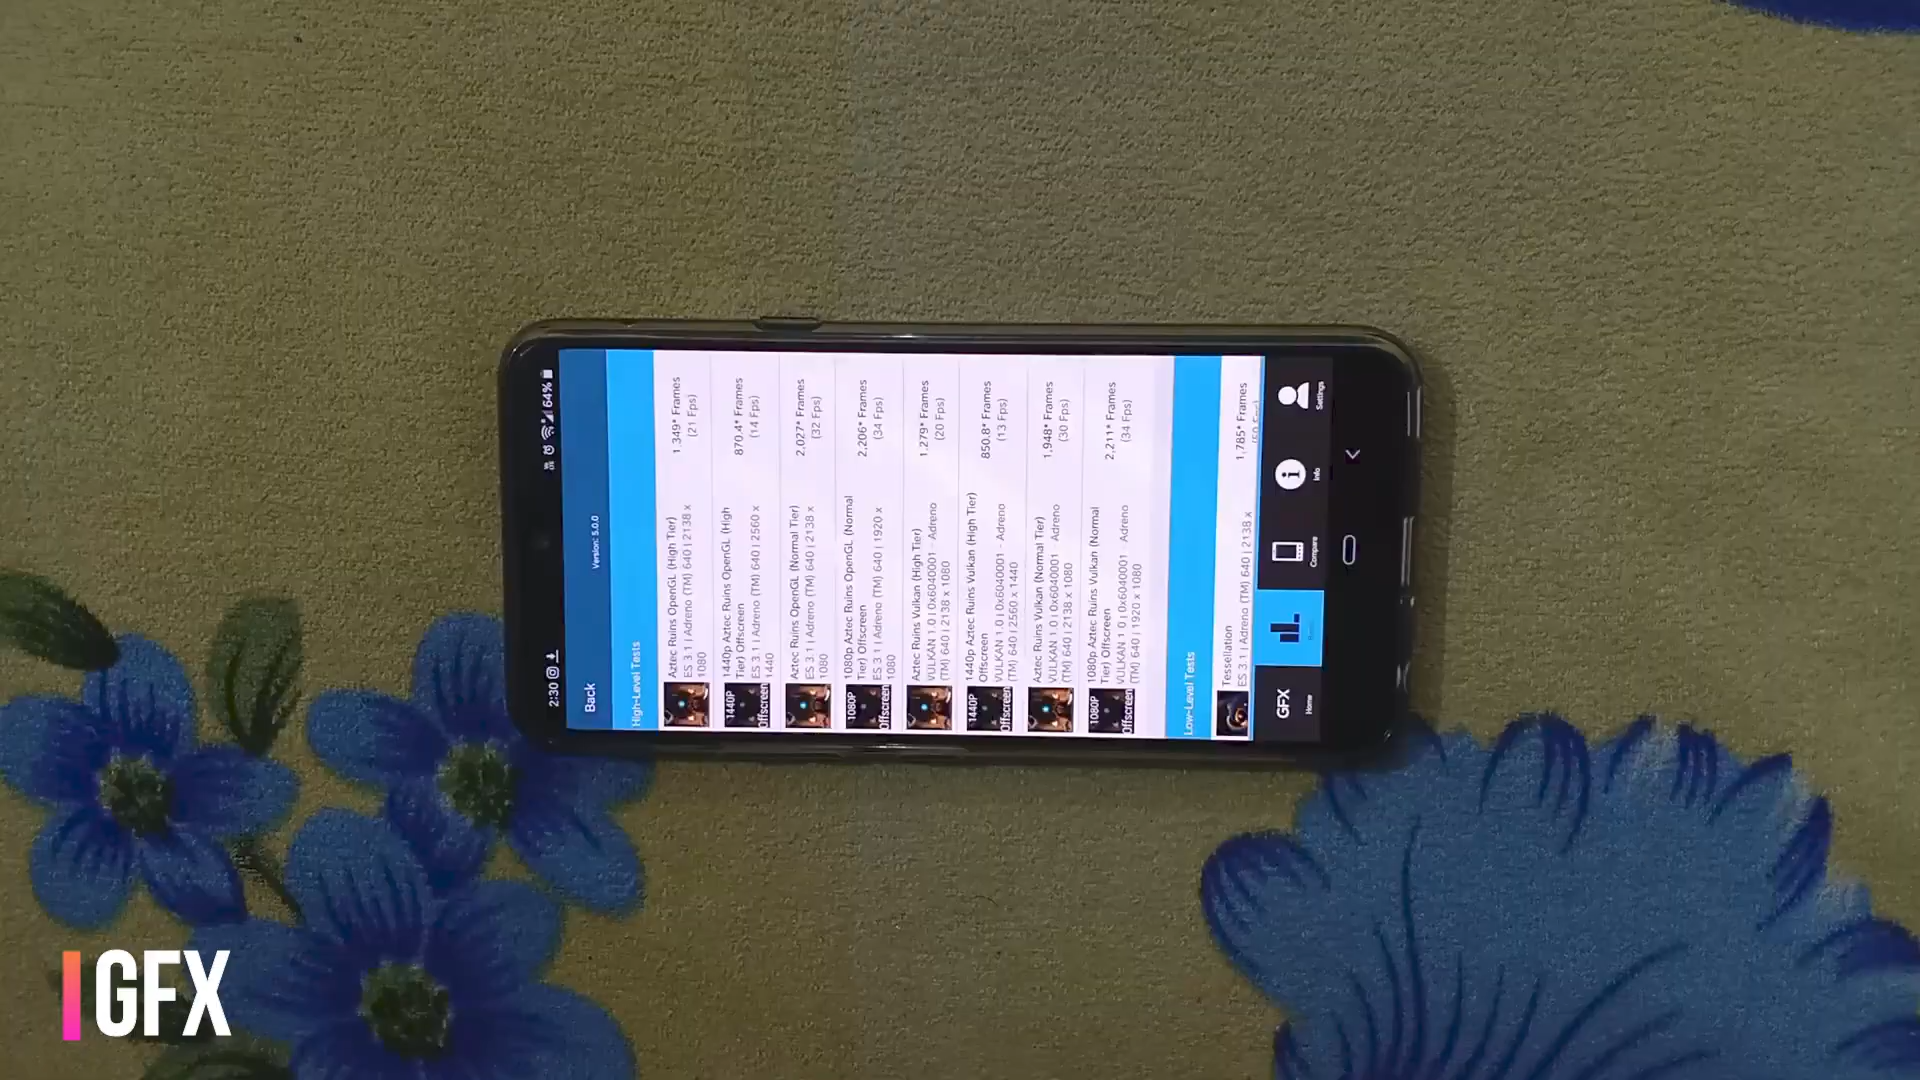 2:30
64%
Back
Version: 5.0.0
High-Level Tests
Aztec Ruins OpenGL (High Tier)
ES 3.1 | Adreno (TM) 640 | 2138 x
1080
1,349* Frames
(21 Fps)
1440P
Offscreen
1440p Aztec Ruins OpenGL (High
Tier) Offscreen
ES 3.1 | Adreno (TM) 640 | 2560 x
1440
870.4* Frames
(14 Fps)
Aztec Ruins OpenGL (Normal Tier)
ES 3.1 | Adreno (TM) 640 | 2138 x
1080
2,027* Frames
(32 Fps)
1080P
Offscreen
1080p Aztec Ruins OpenGL (Normal
Tier) Offscreen
ES 3.1 | Adreno (TM) 640 | 1920 x
1080
2,206* Frames
(34 Fps)
Aztec Ruins Vulkan (High Tier)
VULKAN 1.0 | 0x6040001 - Adreno
(TM) 640 | 2138 x 1080
1,279* Frames
(20 Fps)
1440P
Offscreen
1440p Aztec Ruins Vulkan (High Tier)
Offscreen
VULKAN 1.0 | 0x6040001 - Adreno
(TM) 640 | 2560 x 1440
850.8* Frames
(13 Fps)
Aztec Ruins Vulkan (Normal Tier)
VULKAN 1.0 | 0x6040001 - Adreno
(TM) 640 | 2138 x 1080
1,948* Frames
(30 Fps)
1080P
Offscreen
1080p Aztec Ruins Vulkan (Normal
Tier) Offscreen
VULKAN 1.0 | 0x6040001 - Adreno
(TM) 640 | 1920 x 1080
2,211* Frames
(34 Fps)
Low-Level Tests
Tessellation
ES 3.1 | Adreno (TM) 640 | 2138 x
1,785* Frames
GFX
Home
Compare
Info
Settings
GFX